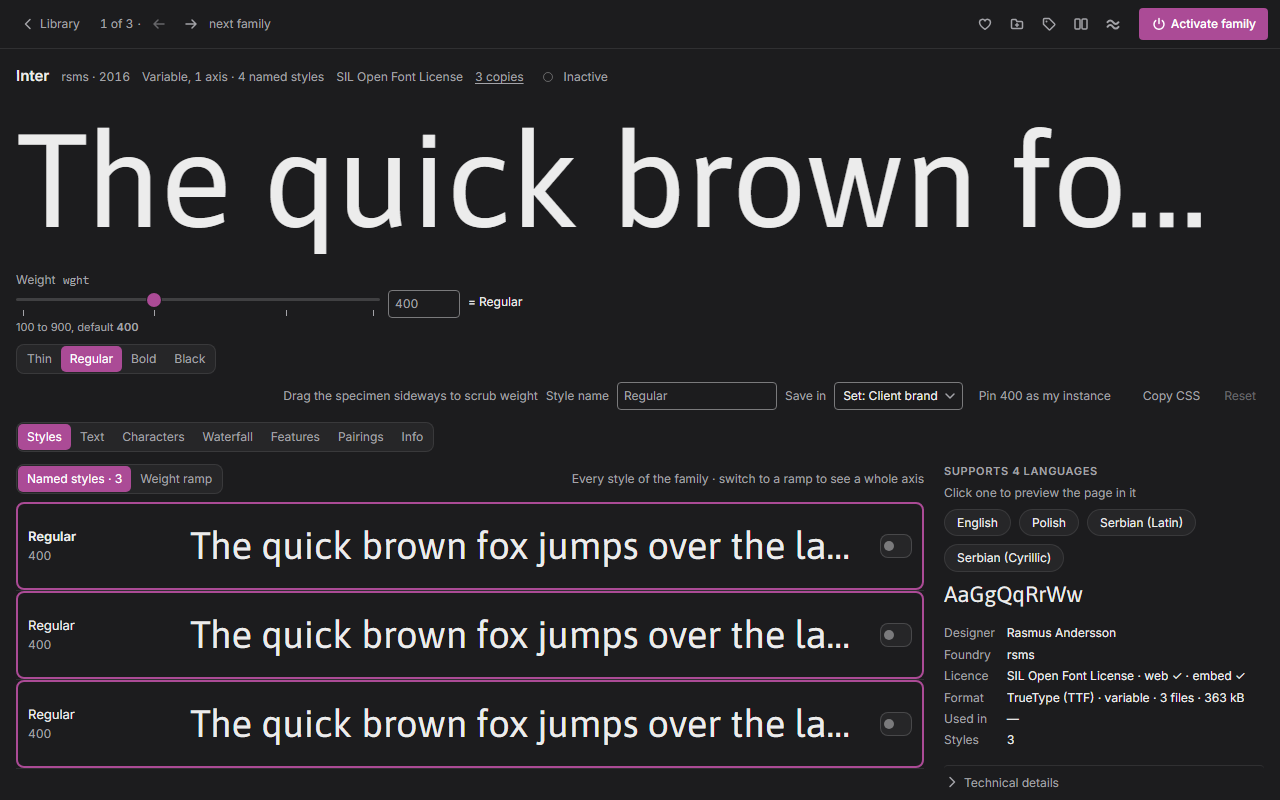 Library 1 of 3 · next family Activate family
Inter rsms · 2016 Variable, 1 axis · 4 named styles SIL Open Font License 3 copies Inactive
The quick brown fo...
Weight wght
400 = Regular
100 to 900, default 400
Thin Regular Bold Black
Drag the specimen sideways to scrub weight Style name Regular Save in Set: Client brand Pin 400 as my instance Copy CSS Reset
Styles Text Characters Waterfall Features Pairings Info
Named styles · 3 Weight ramp Every style of the family · switch to a ramp to see a whole axis
Regular
400
The quick brown fox jumps over the la...
Regular
400
The quick brown fox jumps over the la...
Regular
400
The quick brown fox jumps over the la...
SUPPORTS 4 LANGUAGES
Click one to preview the page in it
English Polish Serbian (Latin)
Serbian (Cyrillic)
AaGgQqRrWw
Designer Rasmus Andersson
Foundry rsms
Licence SIL Open Font License · web ✓ · embed ✓
Format TrueType (TTF) · variable · 3 files · 363 kB
Used in —
Styles 3
Technical details